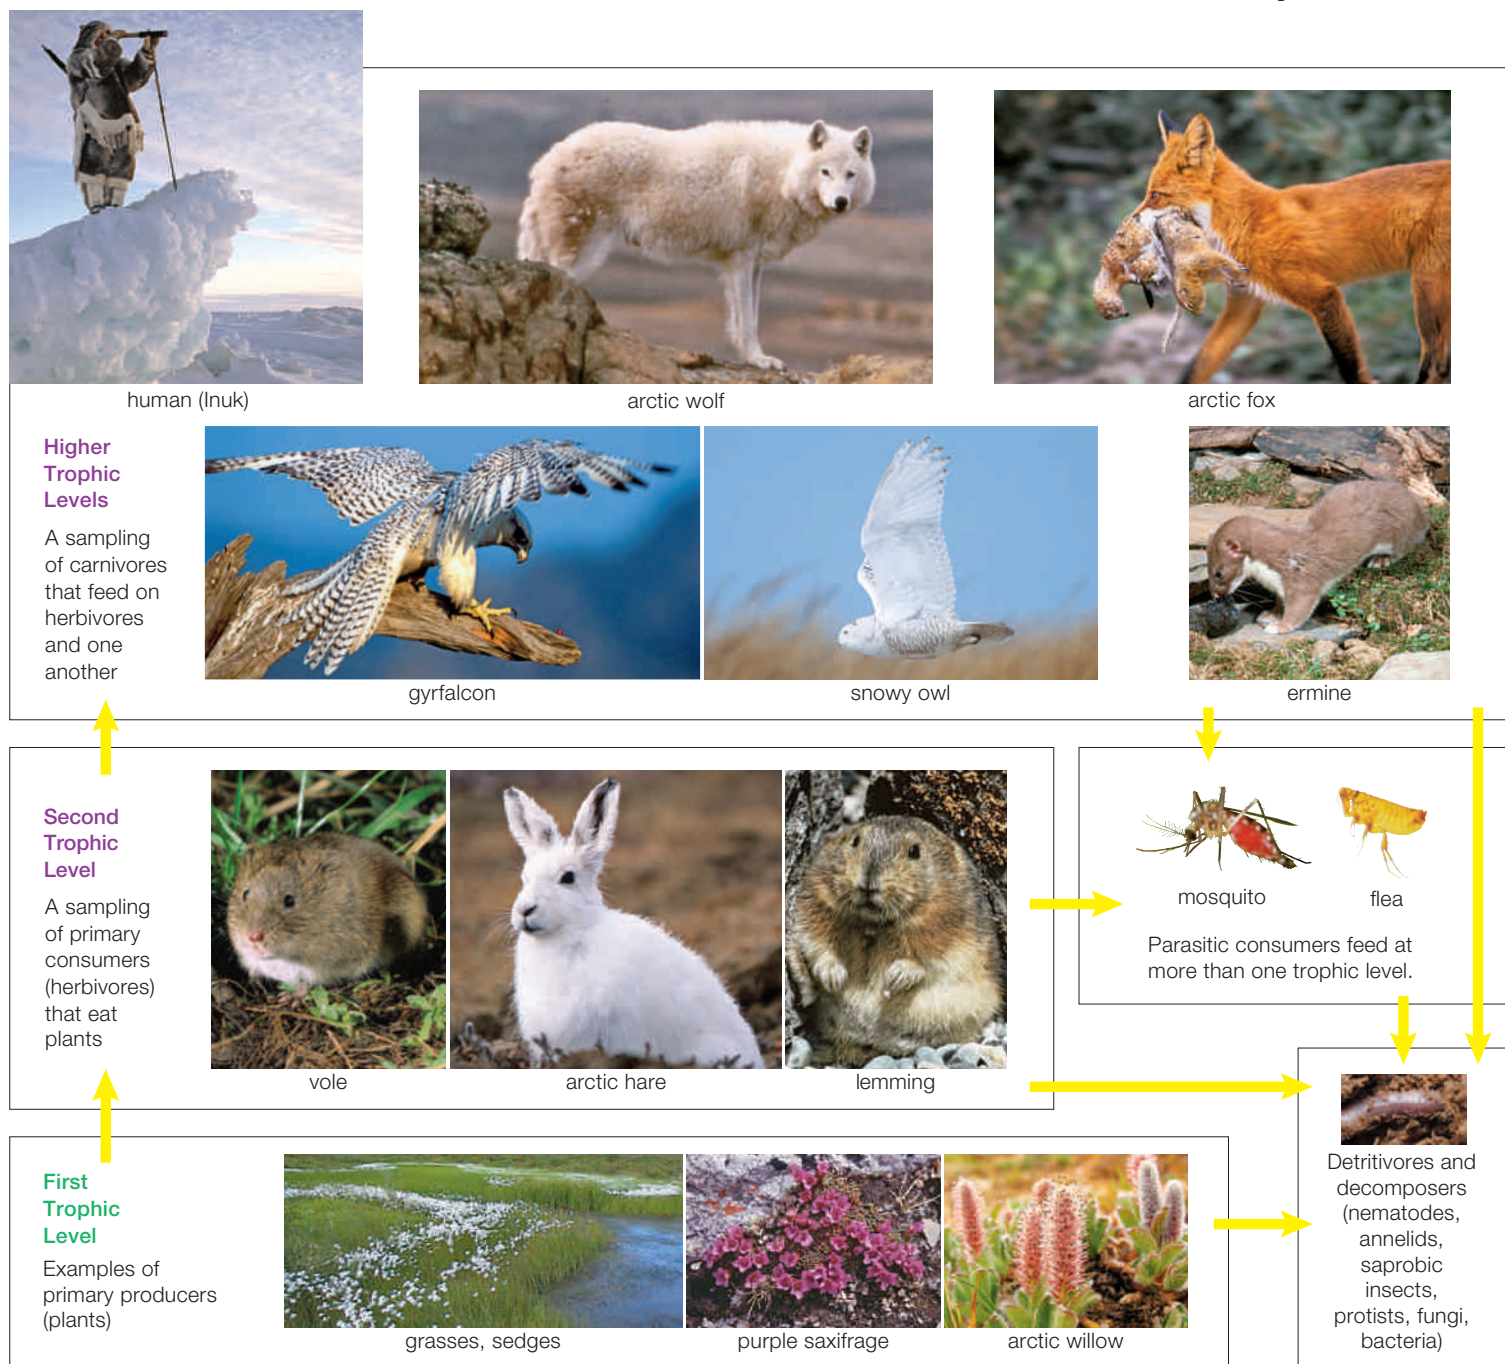 human (Inuk)
arctic wolf
arctic fox
Higher
Trophic
Levels
A sampling
of carnivores
that feed on
herbivores
and one
another
gyrfalcon
snowy owl
ermine
Second
Trophic
Level
A sampling
of primary
consumers
(herbivores)
that eat
plants
vole
arctic hare
lemming
mosquito
flea
Parasitic consumers feed at
more than one trophic level.
First
Trophic
Level
Examples of
primary producers
(plants)
grasses, sedges
purple saxifrage
arctic willow
Detritivores and
decomposers
(nematodes,
annelids,
saprobic
insects,
protists, fungi,
bacteria)